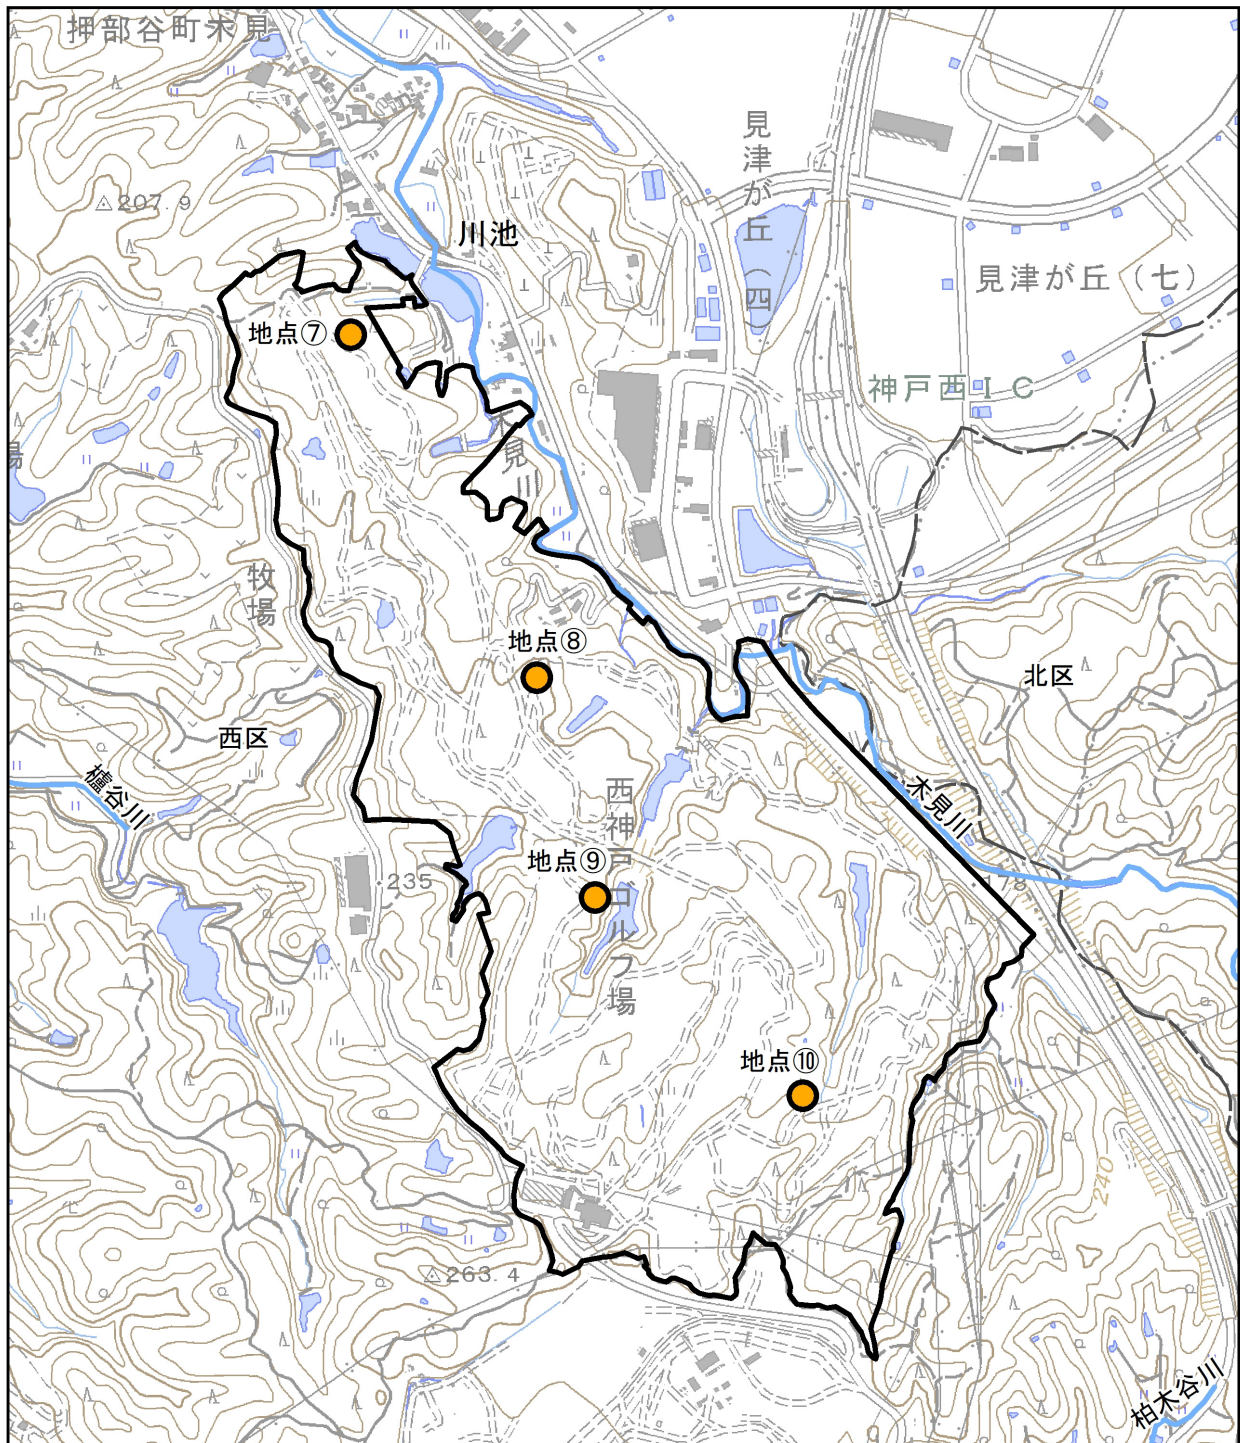 押部谷町木見
見津が丘（四）
川池
207.9
見津が丘（七）
地点⑦
神戸西ＩＣ
木見川
場
牧場
地点⑧
北区
西区
櫨谷川
西神戸ゴルフ場
木見川
地点⑨
235
178
地点⑩
240
263.4
柏木谷川